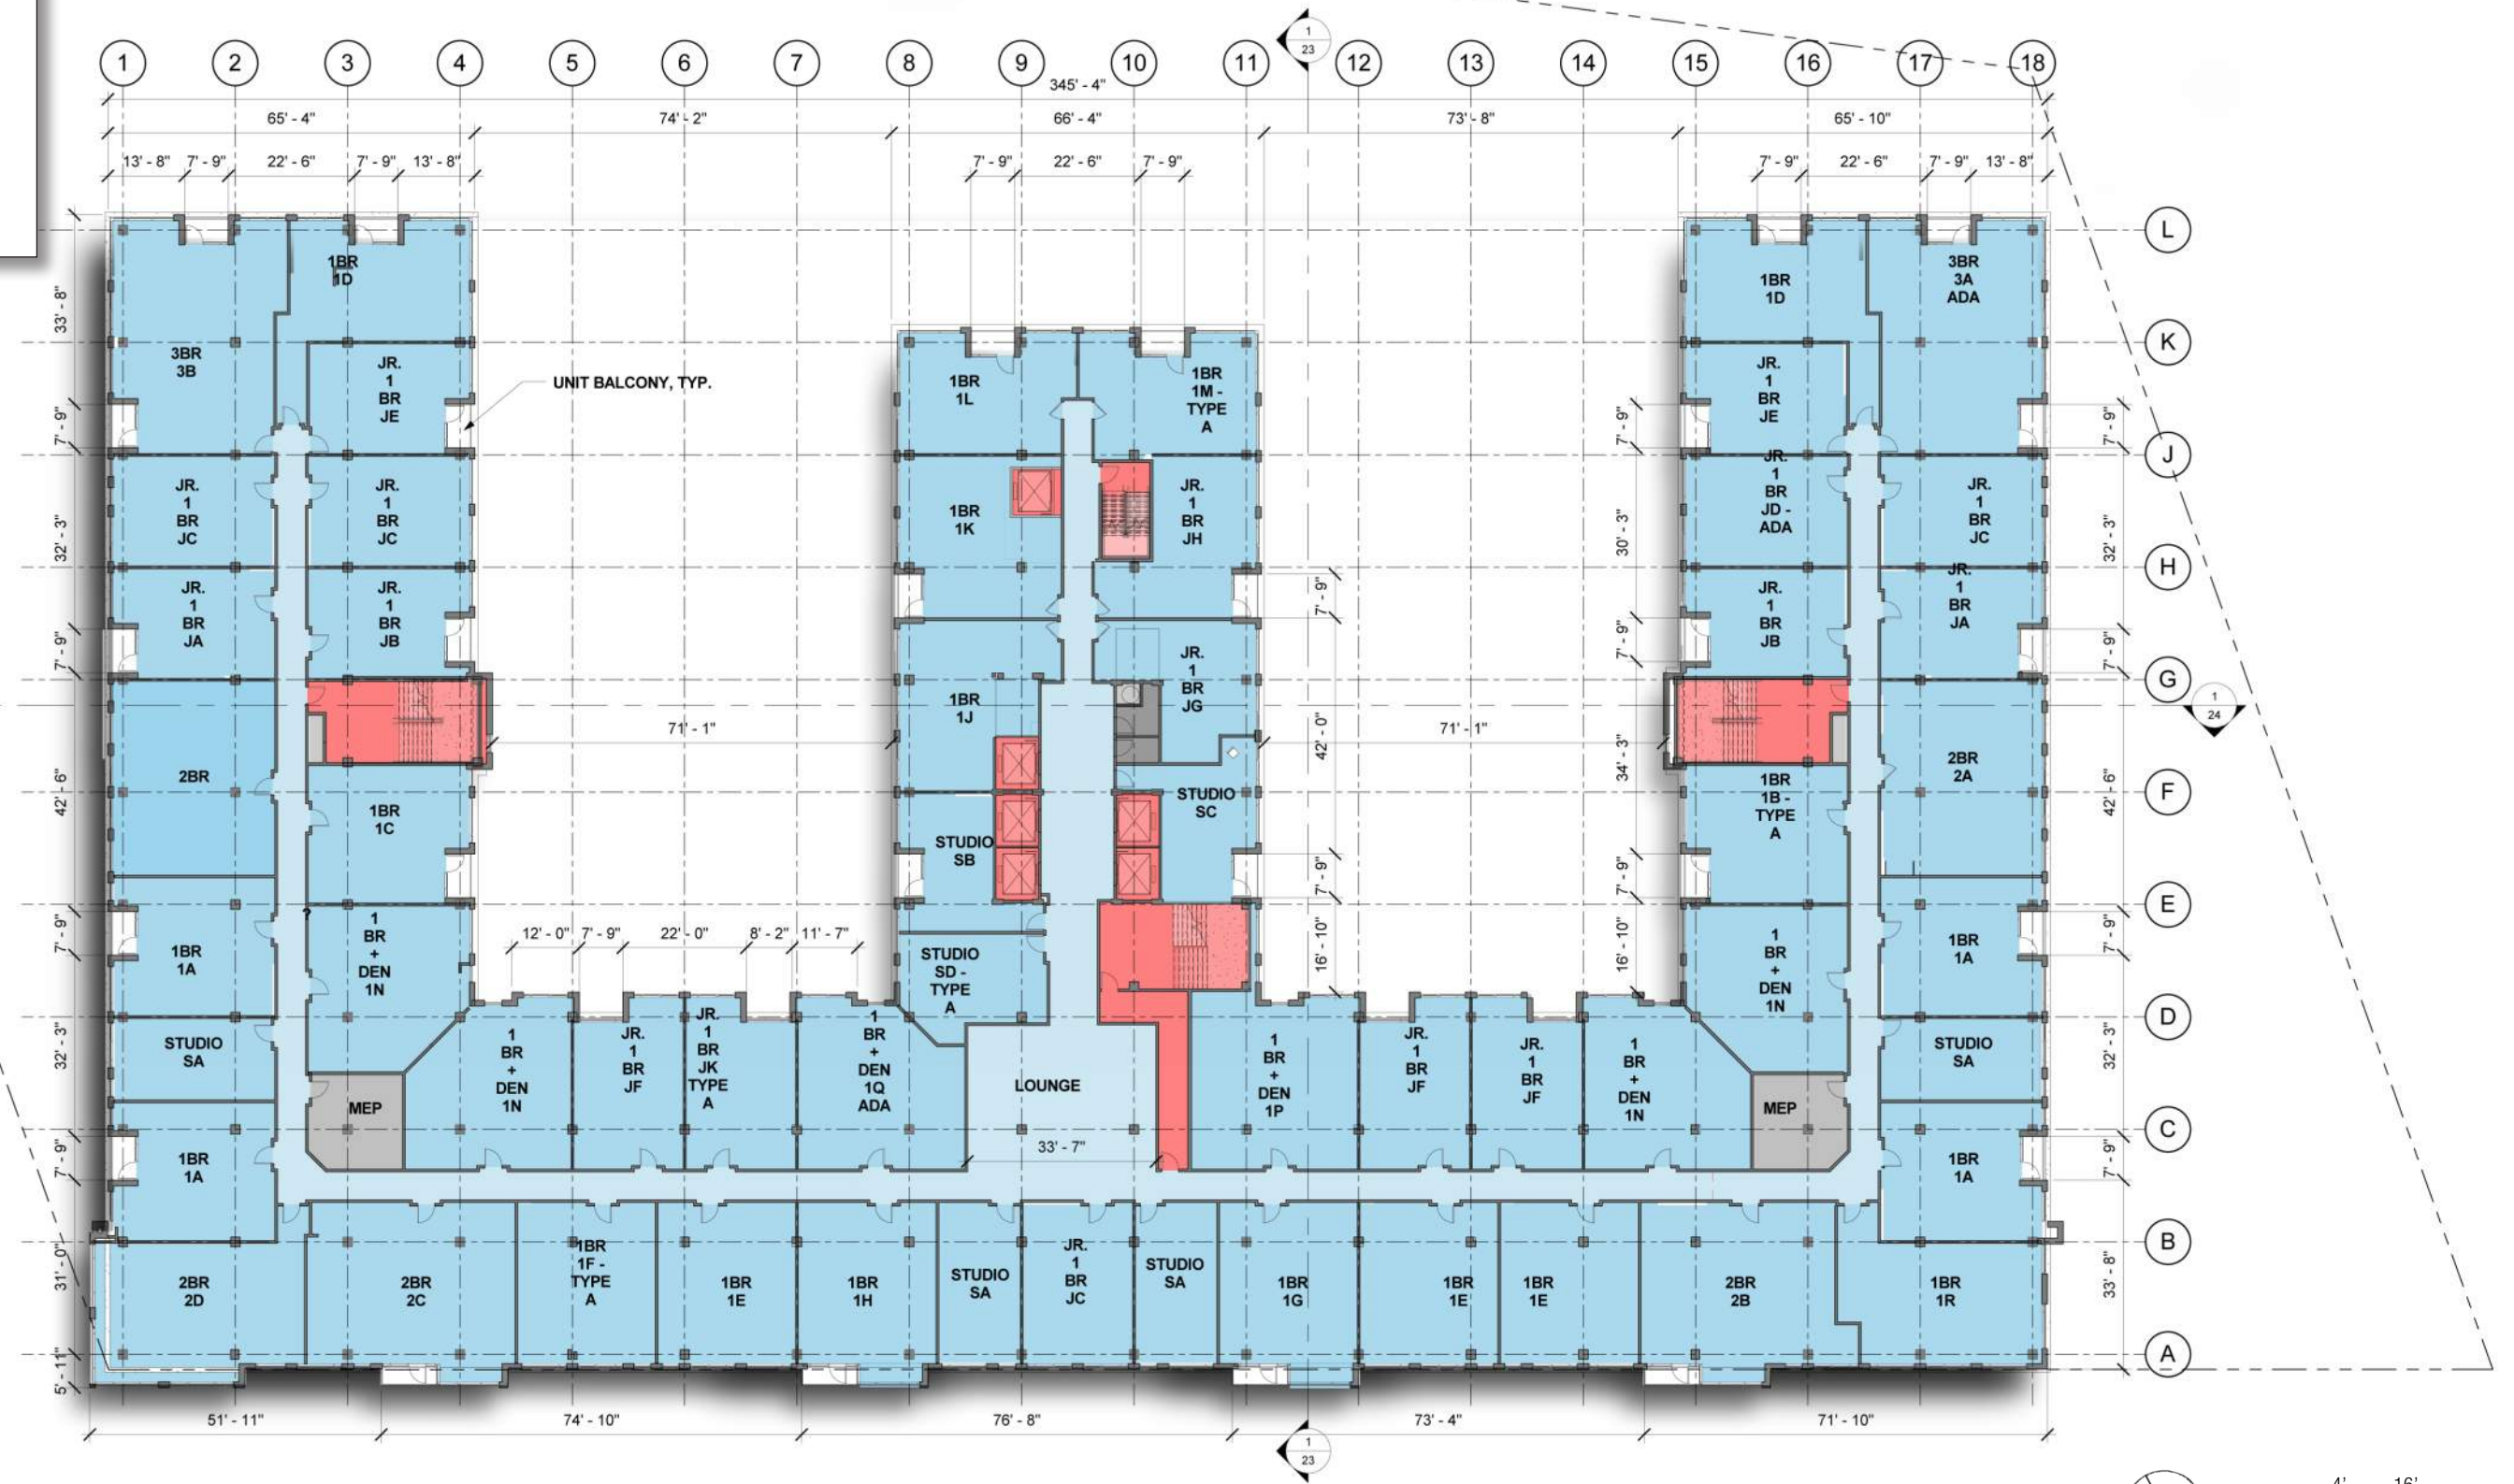 1 2 3 4 5 6 7 8 9 10 11 12 13 14 15 16 17 18
1
23
345' - 4"
65' - 4" 74' - 2" 66' - 4" 73' - 8" 65' - 10"
13' - 8" 7' - 9" 22' - 6" 7' - 9" 13' - 8" 7' - 9" 22' - 6" 7' - 9" 7' - 9" 22' - 6" 7' - 9" 13' - 8"
L
K
J
H
G
F
E
D
C
B
A
33' - 8"
7' - 9"
32' - 3"
7' - 9"
42' - 6"
7' - 9"
32' - 3"
7' - 9"
31' - 0"
5' - 11"
1BR
1D
3BR
3B
JR.
1
BR
JE
UNIT BALCONY, TYP.
JR.
1
BR
JC
JR.
1
BR
JC
JR.
1
BR
JA
JR.
1
BR
JB
2BR
1BR
1C
?
1BR
1A
1
BR
+
DEN
1N
STUDIO
SA
MEP
1BR
1A
2BR
2D
2BR
2C
1BR
1F -
TYPE
A
1BR
1E
1BR
1H
STUDIO
SA
JR.
1
BR
JC
STUDIO
SA
1BR
1G
1BR
1E
1BR
1E
2BR
2B
1BR
1R
12' - 0" 7' - 9" 22' - 0" 8' - 2" 11' - 7"
1
BR
+
DEN
1N
JR.
1
BR
JF
JR.
1
BR
JK
TYPE
A
1
BR
+
DEN
1Q
ADA
LOUNGE
33' - 7"
71' - 1"
1BR
1L
1BR
1M -
TYPE
A
1BR
1K
JR.
1
BR
JH
1BR
1J
JR.
1
BR
JG
STUDIO
SB
STUDIO
SC
STUDIO
SD -
TYPE
A
7' - 9"
42' - 0"
7' - 9"
16' - 10"
71' - 1"
1
BR
+
DEN
1P
JR.
1
BR
JF
JR.
1
BR
JF
1
BR
+
DEN
1N
7' - 9"
30' - 3"
7' - 9"
34' - 3"
7' - 9"
16' - 10"
1BR
1D
3BR
3A
ADA
JR.
1
BR
JE
JR.
1
BR
JD -
ADA
JR.
1
BR
JC
JR.
1
BR
JB
JR.
1
BR
JA
1BR
1B -
TYPE
A
2BR
2A
1
BR
+
DEN
1N
1BR
1A
STUDIO
SA
MEP
1BR
1A
7' - 9"
32' - 3"
7' - 9"
42' - 6"
7' - 9"
32' - 3"
7' - 9"
33' - 8"
1
24
51' - 11" 74' - 10" 76' - 8" 73' - 4" 71' - 10"
1
23
4' 16'